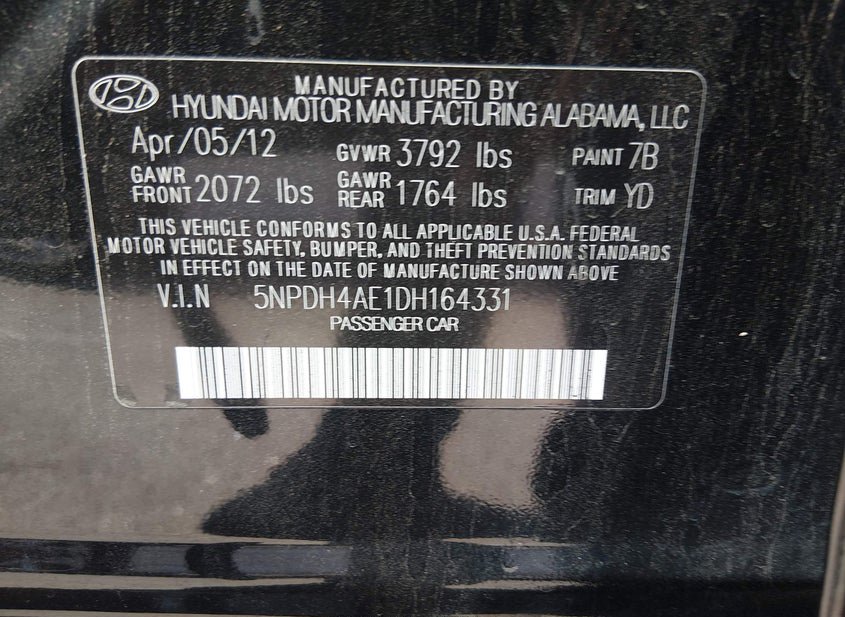 MANUFACTURED BY
HYUNDAI MOTOR MANUFACTURING ALABAMA, LLC
Apr/05/12 GVWR 3792 lbs PAINT 7B
GAWR FRONT 2072 lbs GAWR REAR 1764 lbs TRIM YD
THIS VEHICLE CONFORMS TO ALL APPLICABLE U.S.A. FEDERAL
MOTOR VEHICLE SAFETY, BUMPER, AND THEFT PREVENTION STANDARDS
IN EFFECT ON THE DATE OF MANUFACTURE SHOWN ABOVE
V.I.N 5NPDH4AE1DH164331
PASSENGER CAR